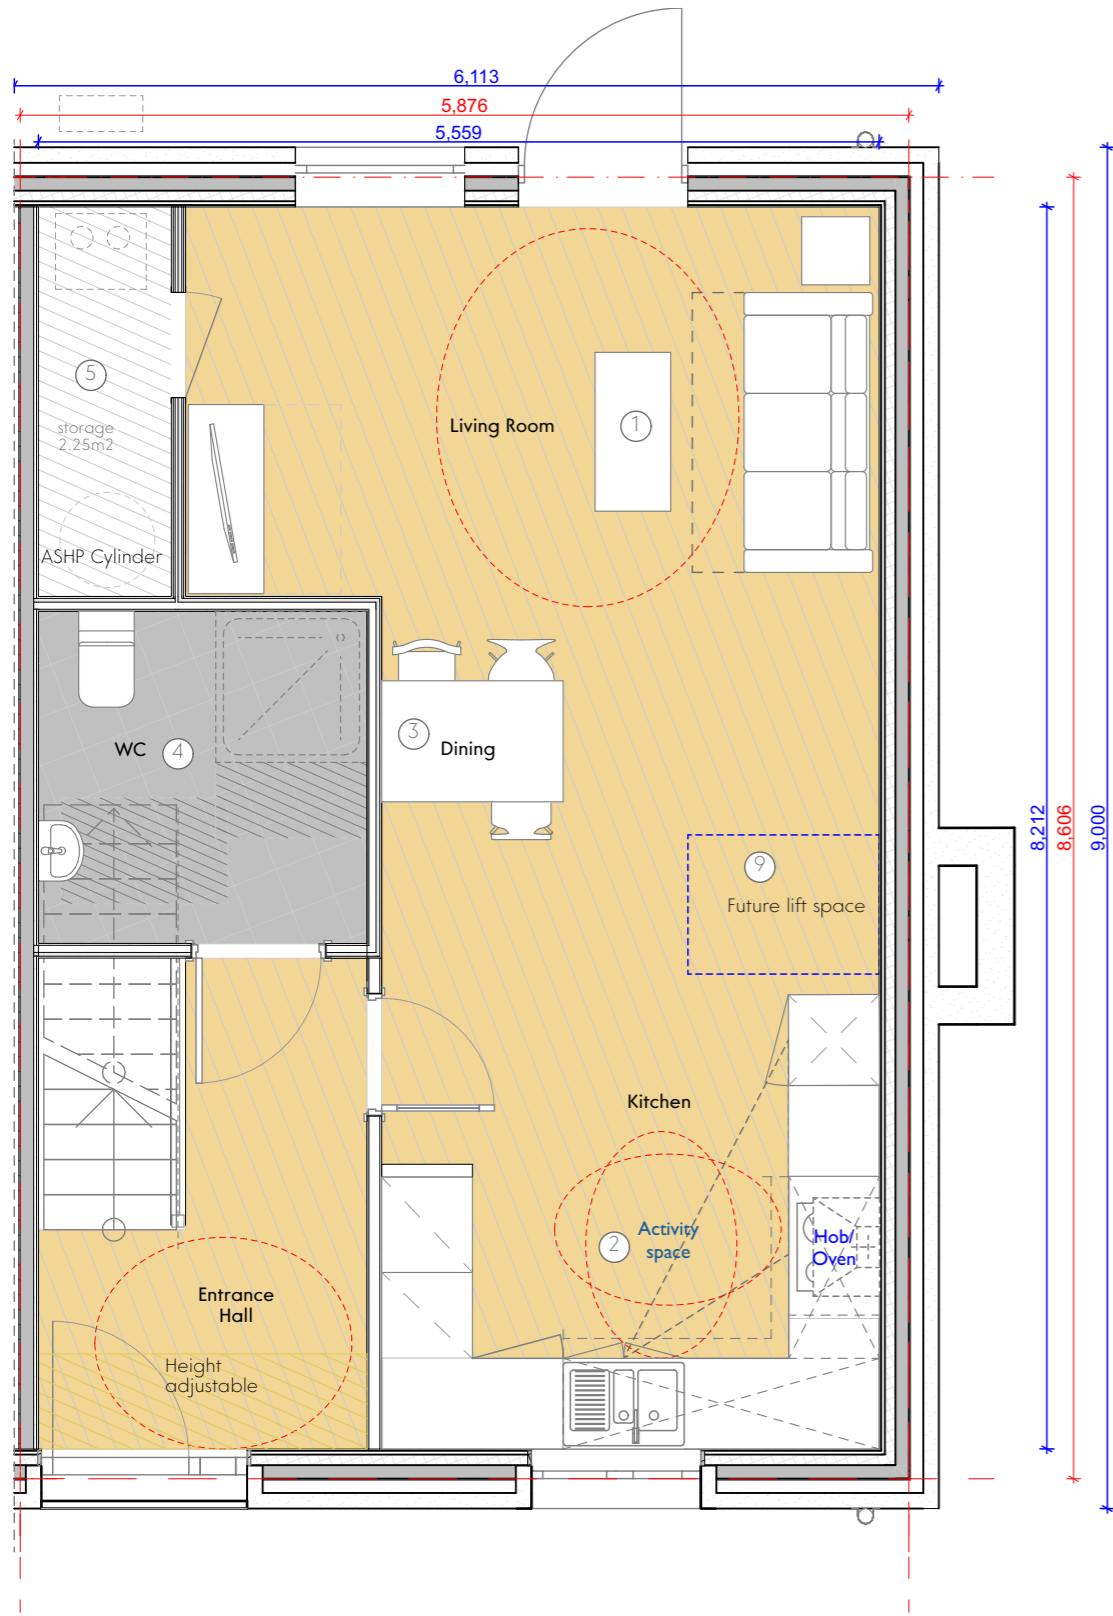 6,113
5,876
5,559
5
storage
2.25m2
ASHP Cylinder
Living Room
1
WC
4
3
Dining
9
Future lift space
8,212
8,606
9,000
Kitchen
2
Activity
space
Hob/
Oven
Entrance
Hall
Height
adjustable